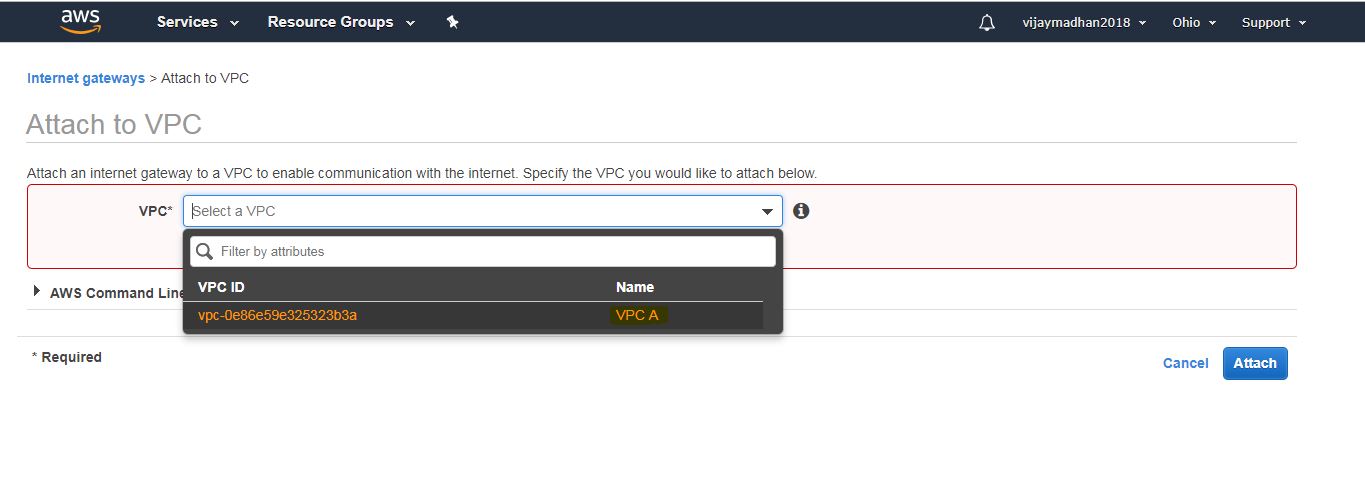 aws Services Resource Groups vijaymadhan2018 Ohio Support
Internet gateways > Attach to VPC
Attach to VPC
Attach an internet gateway to a VPC to enable communication with the internet. Specify the VPC you would like to attach below.
VPC* Select a VPC
Filter by attributes
VPC ID Name
AWS Command Line
vpc-0e86e59e325323b3a VPC A
* Required
Cancel Attach